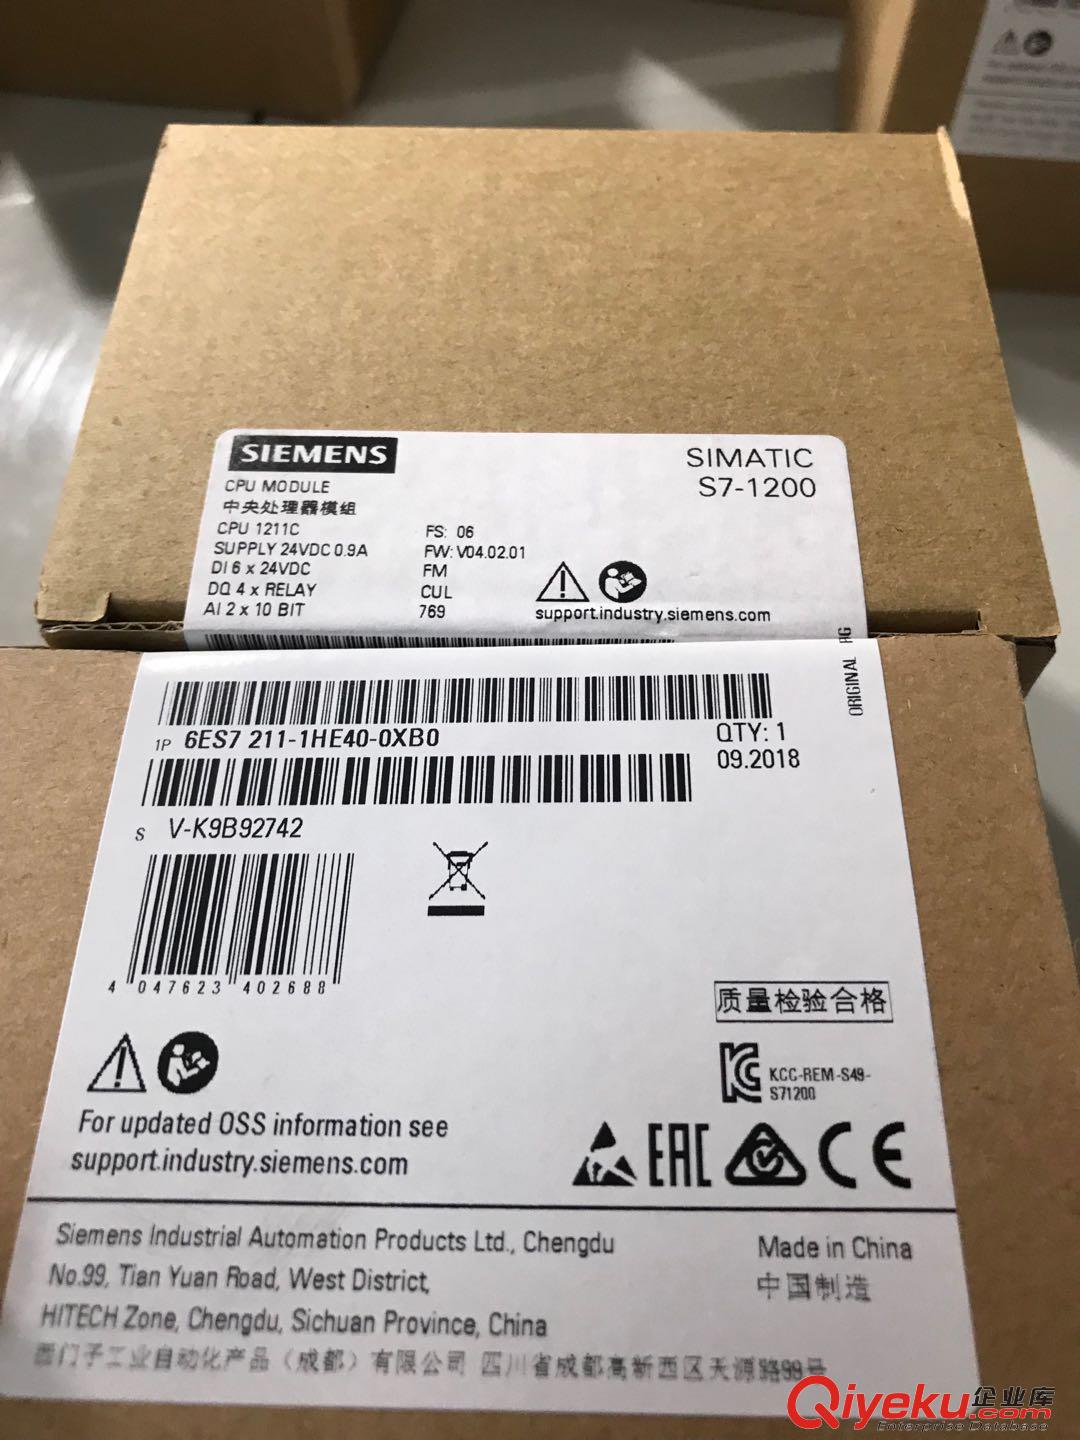 SIEMENS
SIMATIC
S7-1200
CPU MODULE
中央处理器模组
CPU 1211C
FS: 06
SUPPLY 24VDC 0.9A
FW: V04.02.01
DI 6 x 24VDC
FM
DQ 4 x RELAY
CUL
AI 2 x 10 BIT
769
support.industry.siemens.com
ORIGINAL
1P 6ES7 211-1HE40-0XB0
QTY: 1
09.2018
S V-K9B92742
4 047623 402688
质量检验合格
KCC-REM-S49-
S71200
For updated OSS information see
support.industry.siemens.com
EAC
CE
Siemens Industrial Automation Products Ltd., Chengdu
No.99, Tian Yuan Road, West District,
HITECH Zone, Chengdu, Sichuan Province, China
Made in China
中国制造
西门子工业自动化产品（成都）有限公司 四川省成都高新西区天源路99号
Qiyeku.com 企业库
Enterprise Database